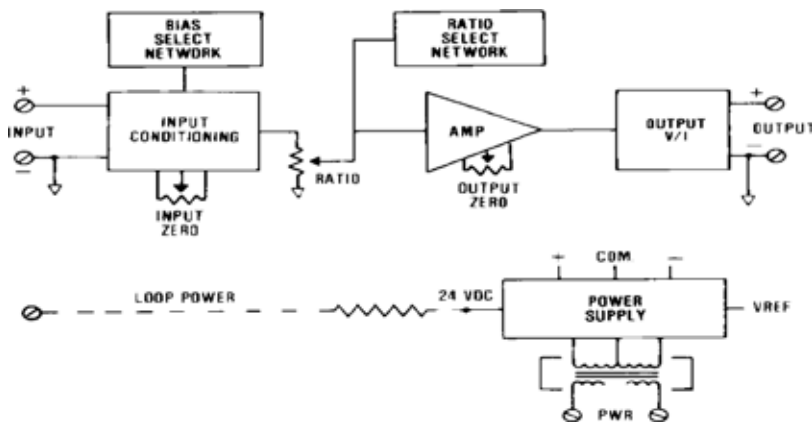 BIAS
SELECT
NETWORK
RATIO
SELECT
NETWORK
+
+
INPUT
INPUT
CONDITIONING
AMP
OUTPUT
V/I
OUTPUT
−
−
RATIO
INPUT
ZERO
OUTPUT
ZERO
+ COM. −
LOOP POWER
24 VDC
POWER
SUPPLY
VREF
PWR